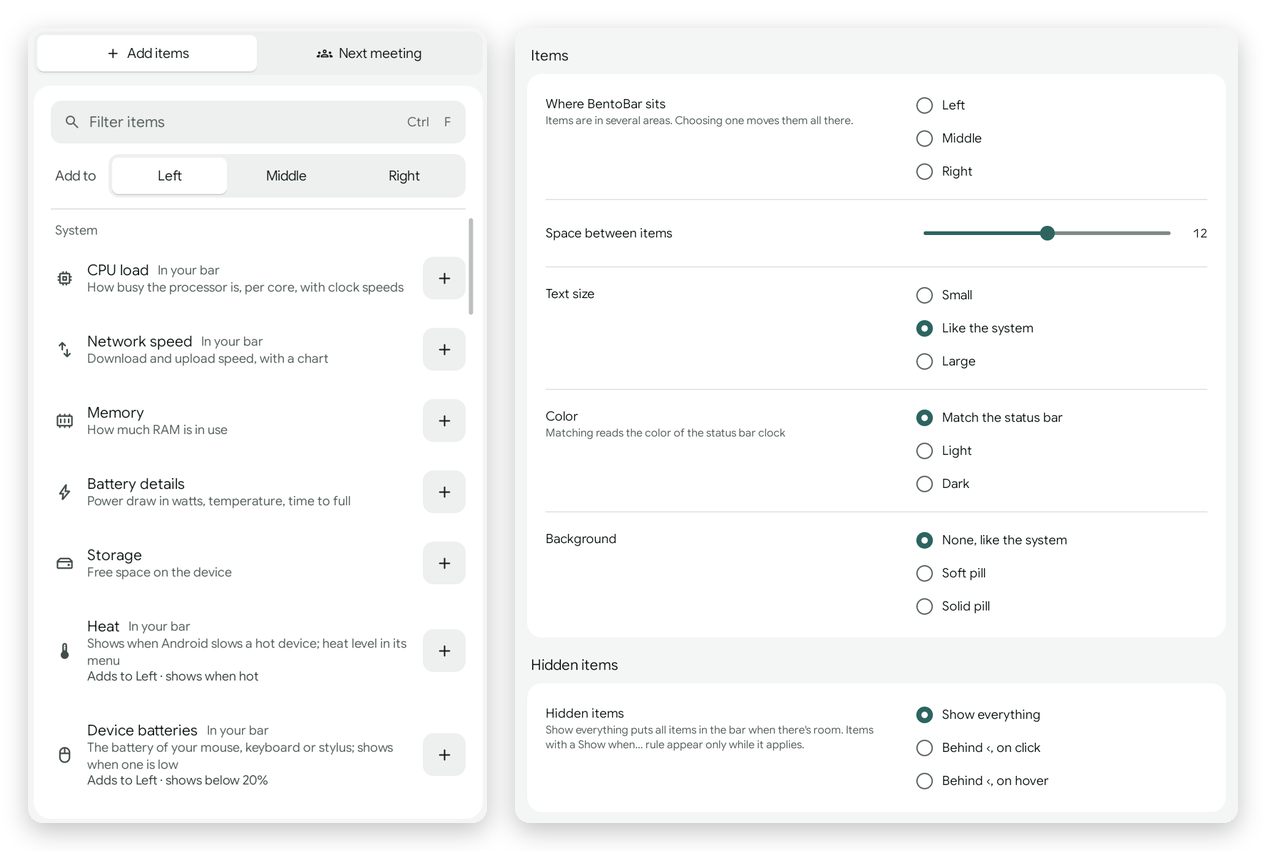 Add items
Next meeting
Filter items
Ctrl F
Add to
Left
Middle
Right
System
CPU load In your bar
How busy the processor is, per core, with clock speeds
Network speed In your bar
Download and upload speed, with a chart
Memory
How much RAM is in use
Battery details
Power draw in watts, temperature, time to full
Storage
Free space on the device
Heat In your bar
Shows when Android slows a hot device; heat level in its
menu
Adds to Left · shows when hot
Device batteries In your bar
The battery of your mouse, keyboard or stylus; shows
when one is low
Adds to Left · shows below 20%
Items
Where BentoBar sits
Items are in several areas. Choosing one moves them all there.
Left
Middle
Right
Space between items
12
Text size
Small
Like the system
Large
Color
Matching reads the color of the status bar clock
Match the status bar
Light
Dark
Background
None, like the system
Soft pill
Solid pill
Hidden items
Hidden items
Show everything puts all items in the bar when there's room. Items
with a Show when... rule appear only while it applies.
Show everything
Behind ‹, on click
Behind ‹, on hover